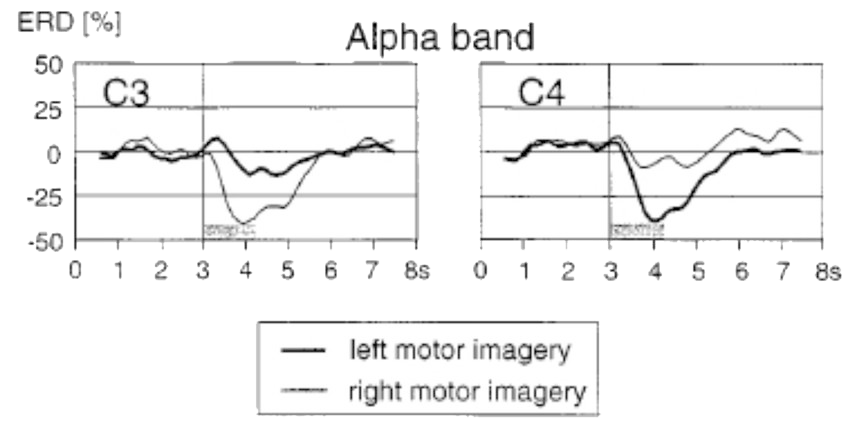 ERD [%]
Alpha band
50
25
0
-25
-50
C3
0 1 2 3 4 5 6 7 8s
C4
0 1 2 3 4 5 6 7 8s
left motor imagery
right motor imagery